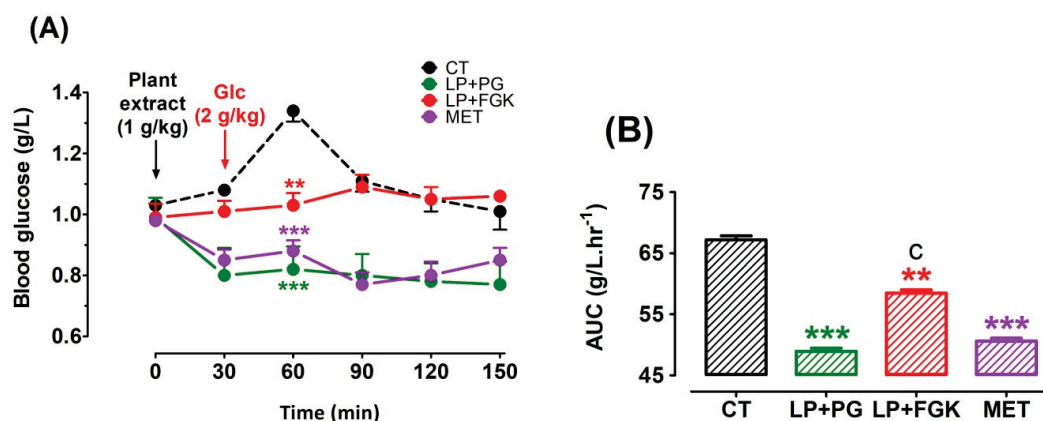 (A)
CT
LP+PG
LP+FGK
MET
Plant
extract
(1 g/kg)
Glc
(2 g/kg)
Blood glucose (g/L)
1.4
1.2
1.0
0.8
0.6
**
***
***
0 30 60 90 120 150
Time (min)
(B)
AUC (g/L.hr⁻¹)
75
65
55
45
***
C
**
***
CT LP+PG LP+FGK MET